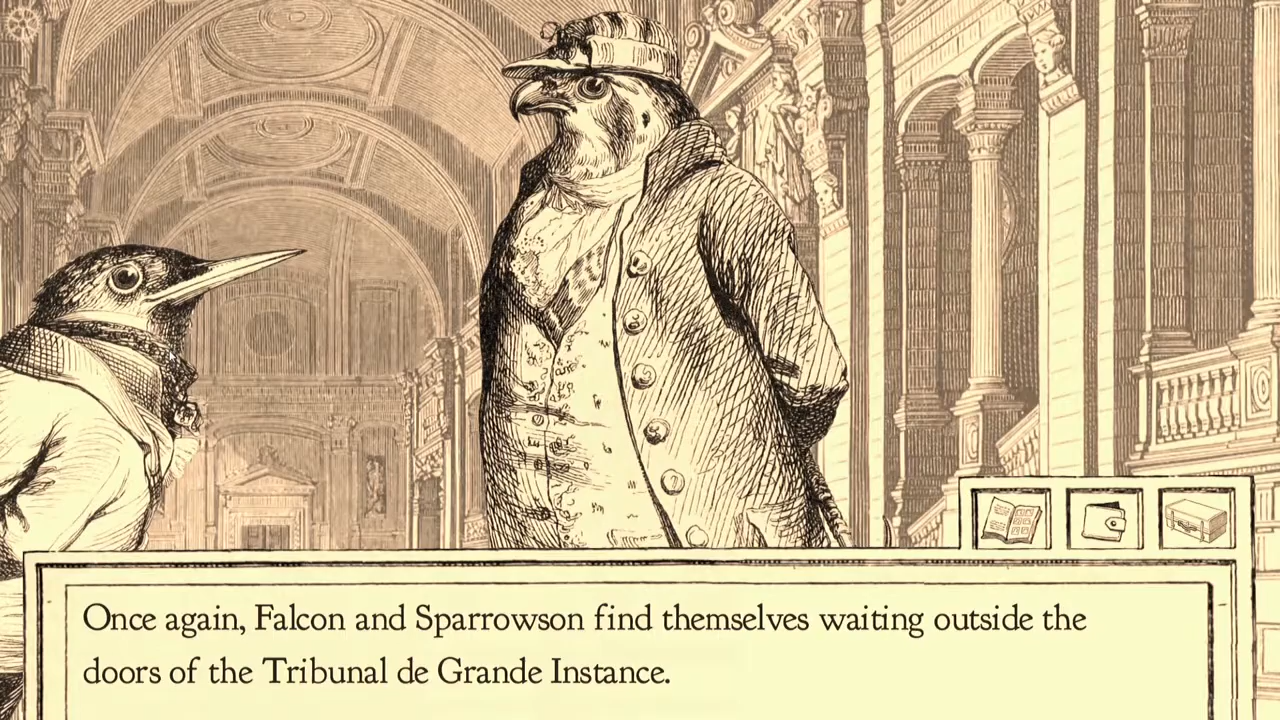 Once again, Falcon and Sparrowson find themselves waiting outside the
doors of the Tribunal de Grande Instance.